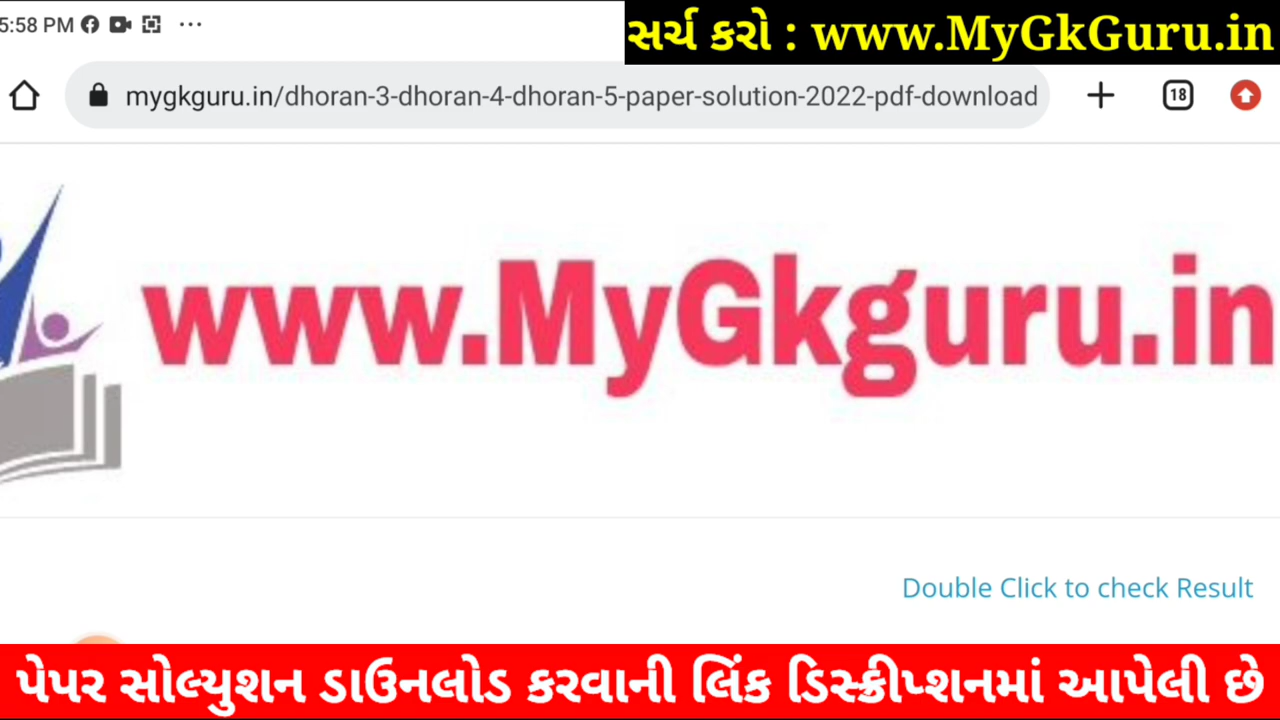 5:58 PM
સર્ચ કરો : www.MyGkGuru.in
mygkguru.in/dhoran-3-dhoran-4-dhoran-5-paper-solution-2022-pdf-download
18
www.MyGkguru.in
Double Click to check Result
પેપર સોલ્યુશન ડાઉનલોડ કરવાની લિંક ડિસ્ક્રીપ્શનમાં આપેલી છે